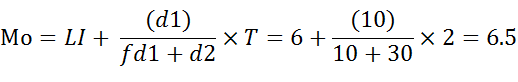 Mo = LI + (d1) / fd1 + d2 × T = 6 + (10) / 10 + 30 × 2 = 6.5